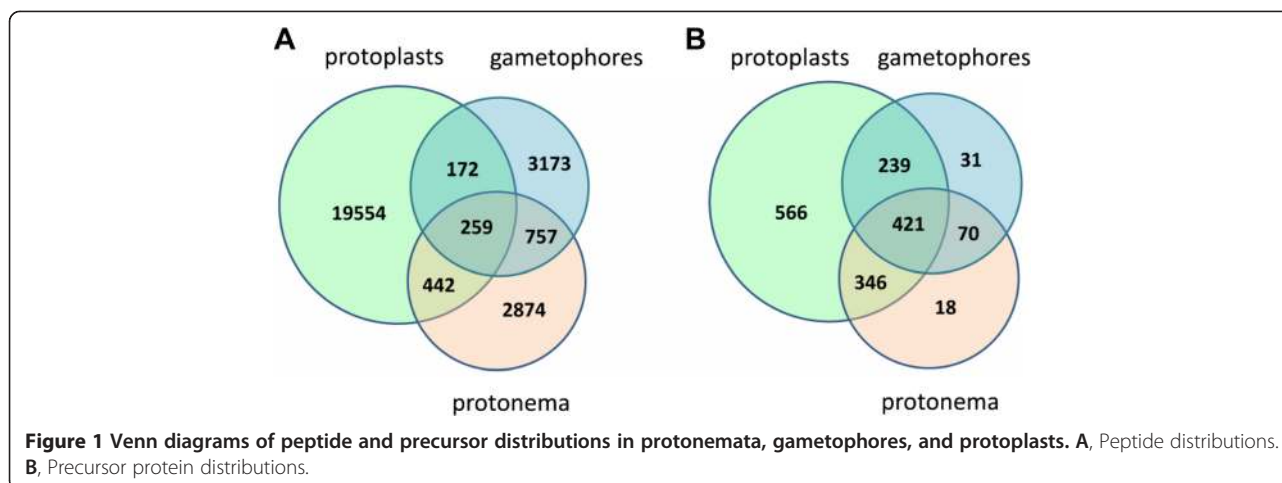 A
protoplasts
gametophores
172
3173
19554
259
757
442
2874
protonema
B
protoplasts
gametophores
239
31
566
421
70
346
18
protonema
Figure 1 Venn diagrams of peptide and precursor distributions in protonemata, gametophores, and protoplasts. A, Peptide distributions.
B, Precursor protein distributions.